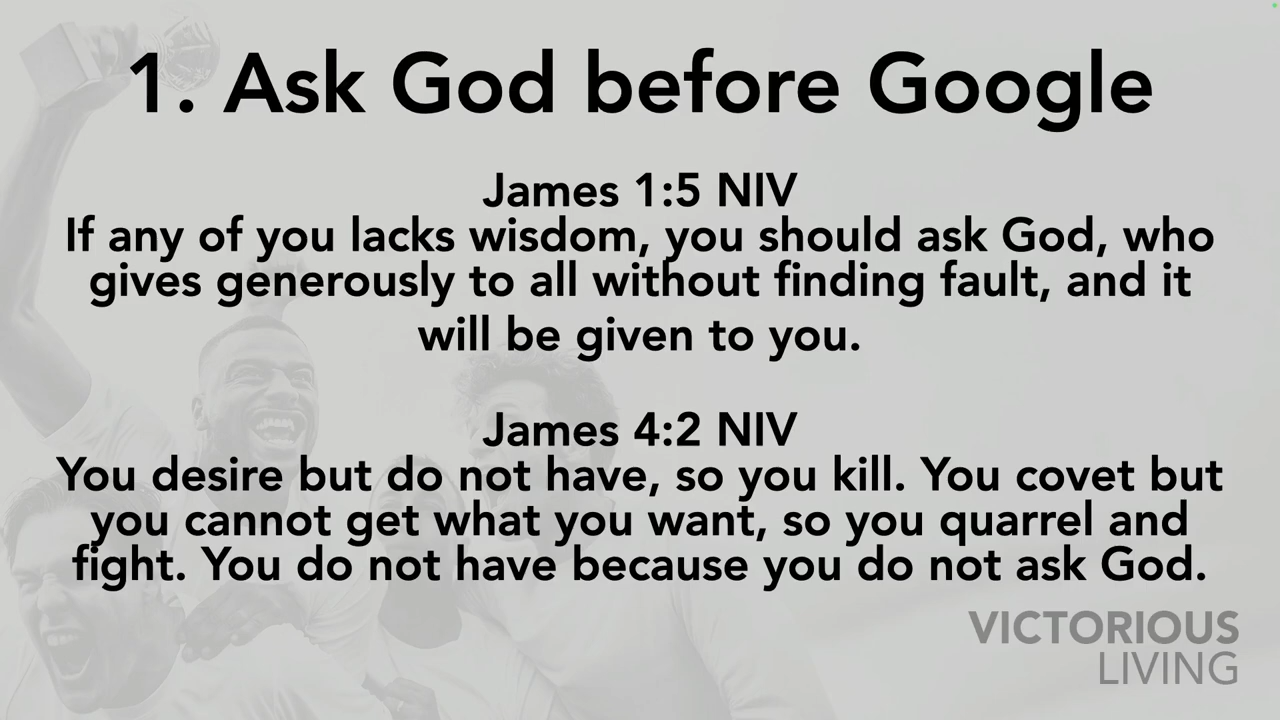 1. Ask God before Google
James 1:5 NIV
If any of you lacks wisdom, you should ask God, who
gives generously to all without finding fault, and it
will be given to you.
James 4:2 NIV
You desire but do not have, so you kill. You covet but
you cannot get what you want, so you quarrel and
fight. You do not have because you do not ask God.
VICTORIOUS
LIVING